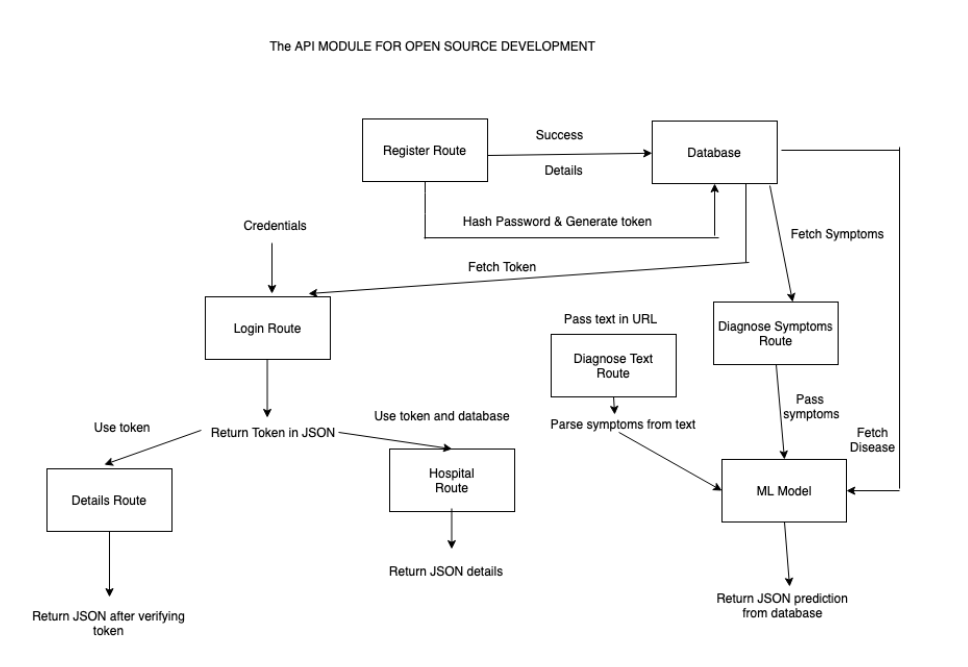 The API MODULE FOR OPEN SOURCE DEVELOPMENT
Register Route
Success
Details
Database
Hash Password & Generate token
Credentials
Fetch Symptoms
Fetch Token
Login Route
Pass text in URL
Diagnose Text
Route
Diagnose Symptoms
Route
Use token
Return Token in JSON
Use token and database
Parse symptoms from text
Pass
symptoms
Fetch
Disease
Details Route
Hospital
Route
ML Model
Return JSON details
Return JSON after verifying
token
Return JSON prediction
from database